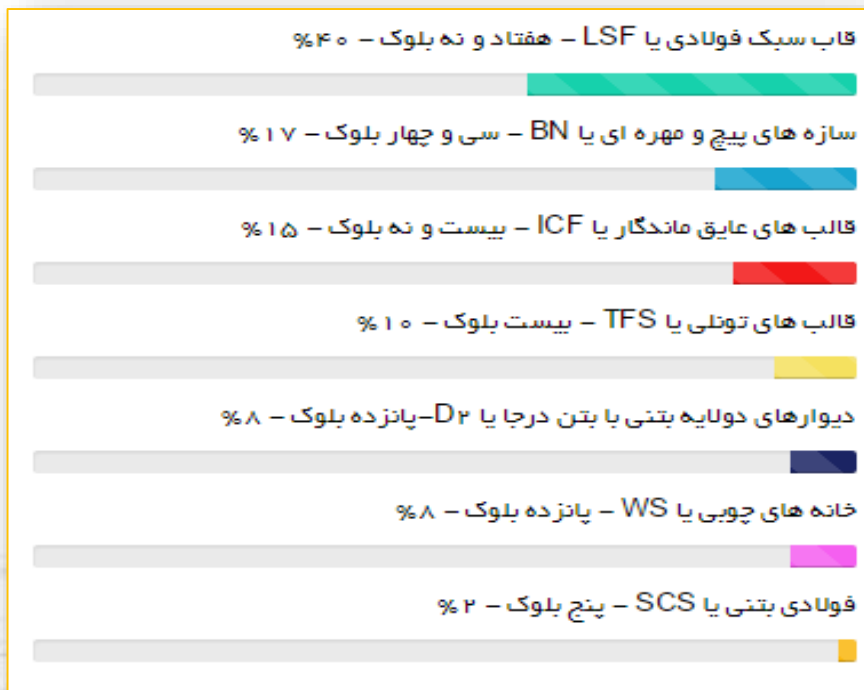 قاب سبک فولادی یا LSF – هفتاد و نه بلوک – ۴۰%
سازه های پیچ و مهره ای یا BN – سی و چهار بلوک – ۱۷%
قالب های عایق ماندگار یا ICF – بیست و نه بلوک – ۱۵%
قالب های تونلی یا TFS – بیست بلوک – ۱۰%
دیوارهای دولایه بتنی با بتن درجا یا D۲–پانزده بلوک – ۸%
خانه های چوبی یا WS – پانزده بلوک – ۸%
فولادی بتنی یا SCS – پنج بلوک – ۲%